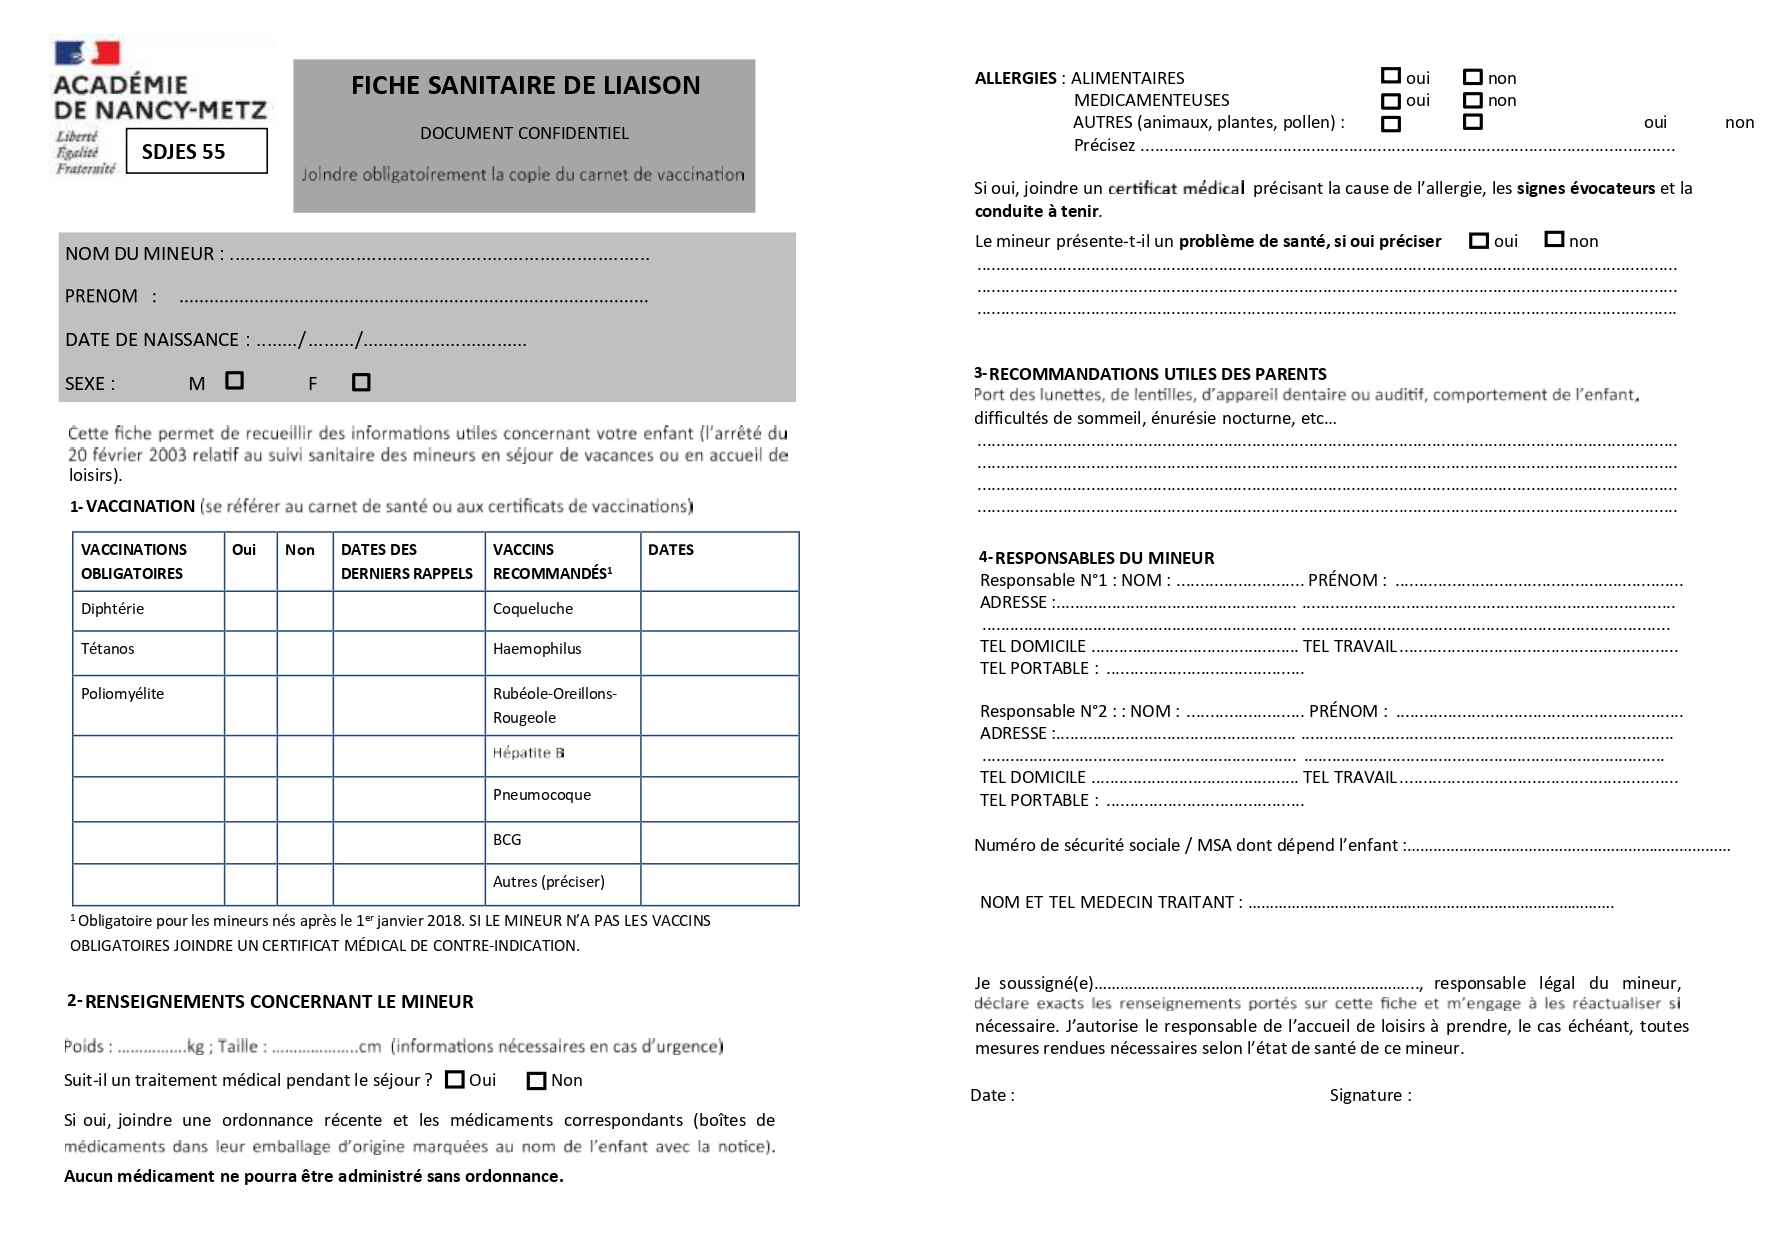 ACADÉMIE
DE NANCY-METZ
Liberté
Égalité
Fraternité
SDJES 55
FICHE SANITAIRE DE LIAISON
DOCUMENT CONFIDENTIEL
Joindre obligatoirement la copie du carnet de vaccination
NOM DU MINEUR : ........................................................................
PRENOM : ........................................................................
DATE DE NAISSANCE : ......../........./................................
SEXE : M ☐ F ☐
Cette fiche permet de recueillir des informations utiles concernant votre enfant (l’arrêté du
20 février 2003 relatif au suivi sanitaire des mineurs en séjour de vacances ou en accueil de
loisirs).
1- VACCINATION (se référer au carnet de santé ou aux certificats de vaccinations)
VACCINATIONS OBLIGATOIRES Oui Non DATES DES DERNIERS RAPPELS VACCINS RECOMMANDÉS¹ DATES
Diphtérie Coqueluche
Tétanos Haemophilus
Poliomyélite Rubéole-Oreillons-
Rougeole
Hépatite B
Pneumocoque
BCG
Autres (préciser)
¹ Obligatoire pour les mineurs nés après le 1er janvier 2018. SI LE MINEUR N’A PAS LES VACCINS
OBLIGATOIRES JOINDRE UN CERTIFICAT MÉDICAL DE CONTRE-INDICATION.
2- RENSEIGNEMENTS CONCERNANT LE MINEUR
Poids : ...............kg ; Taille : ...................cm (informations nécessaires en cas d’urgence)
Suit-il un traitement médical pendant le séjour ? ☐ Oui ☐ Non
Si oui, joindre une ordonnance récente et les médicaments correspondants (boîtes de
médicaments dans leur emballage d’origine marquées au nom de l’enfant avec la notice).
Aucun médicament ne pourra être administré sans ordonnance.
ALLERGIES : ALIMENTAIRES ☐ oui ☐ non
MEDICAMENTEUSES ☐ oui ☐ non
AUTRES (animaux, plantes, pollen) : ☐ ☐ oui non
Précisez ........................................................................
Si oui, joindre un certificat médical précisant la cause de l’allergie, les signes évocateurs et la
conduite à tenir.
Le mineur présente-t-il un problème de santé, si oui préciser ☐ oui ☐ non
........................................................................
........................................................................
........................................................................
3- RECOMMANDATIONS UTILES DES PARENTS
Port des lunettes, de lentilles, d’appareil dentaire ou auditif, comportement de l’enfant,
difficultés de sommeil, énurésie nocturne, etc…
........................................................................
........................................................................
........................................................................
........................................................................
4- RESPONSABLES DU MINEUR
Responsable N°1 : NOM : ........................... PRÉNOM : ............................................................
ADRESSE :........................................................................
........................................................................
TEL DOMICILE ............................................ TEL TRAVAIL............................................................
TEL PORTABLE : ..........................................
Responsable N°2 : : NOM : ......................... PRÉNOM : ............................................................
ADRESSE :........................................................................
........................................................................
TEL DOMICILE ............................................ TEL TRAVAIL............................................................
TEL PORTABLE : ..........................................
Numéro de sécurité sociale / MSA dont dépend l’enfant :....................................................................
NOM ET TEL MEDECIN TRAITANT : ........................................................................
Je soussigné(e)...................................................................., responsable légal du mineur,
déclare exacts les renseignements portés sur cette fiche et m’engage à les réactualiser si
nécessaire. J’autorise le responsable de l’accueil de loisirs à prendre, le cas échéant, toutes
mesures rendues nécessaires selon l’état de santé de ce mineur.
Date : Signature :